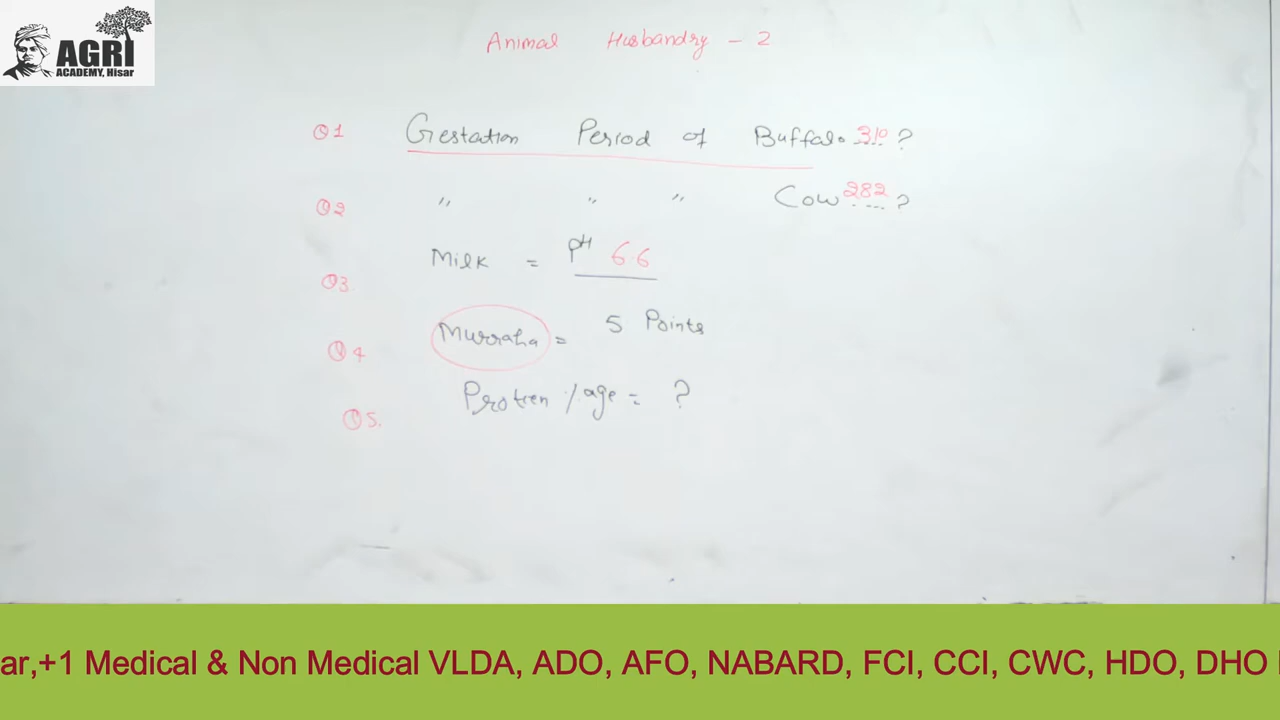 AGRI
ACADEMY, Hisar
Animal Husbandry - 2
Q1 Gestation Period of Buffalo 310 ?
Q2 " " " Cow 282 ?
Q3 Milk = PH 6.6
Q4 Murraha = 5 Points
Q5. Protien %age = ?
ar,+1 Medical & Non Medical VLDA, ADO, AFO, NABARD, FCI, CCI, CWC, HDO, DHO